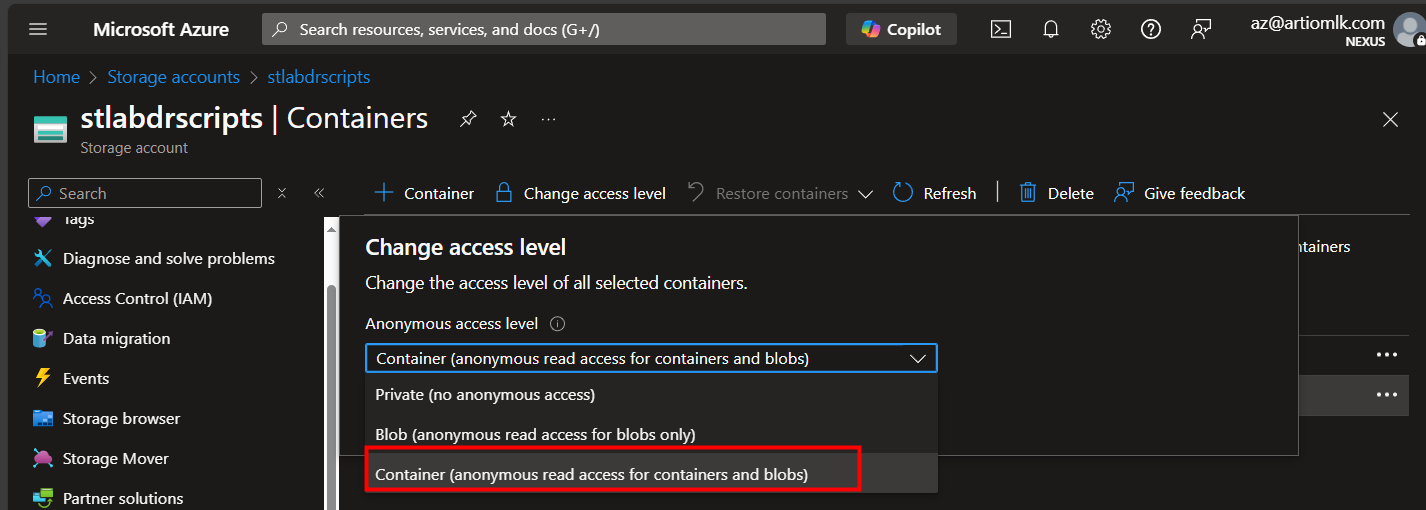 Microsoft Azure
Search resources, services, and docs (G+/)
Copilot
az@artiomlk.com
NEXUS
Home > Storage accounts > stlabdrscripts
stlabdrscripts | Containers
Storage account
Search
Container
Change access level
Restore containers
Refresh
Delete
Give feedback
Tags
Diagnose and solve problems
Access Control (IAM)
Data migration
Events
Storage browser
Storage Mover
Partner solutions
Change access level
Change the access level of all selected containers.
Anonymous access level
Container (anonymous read access for containers and blobs)
Private (no anonymous access)
Blob (anonymous read access for blobs only)
Container (anonymous read access for containers and blobs)
ntainers